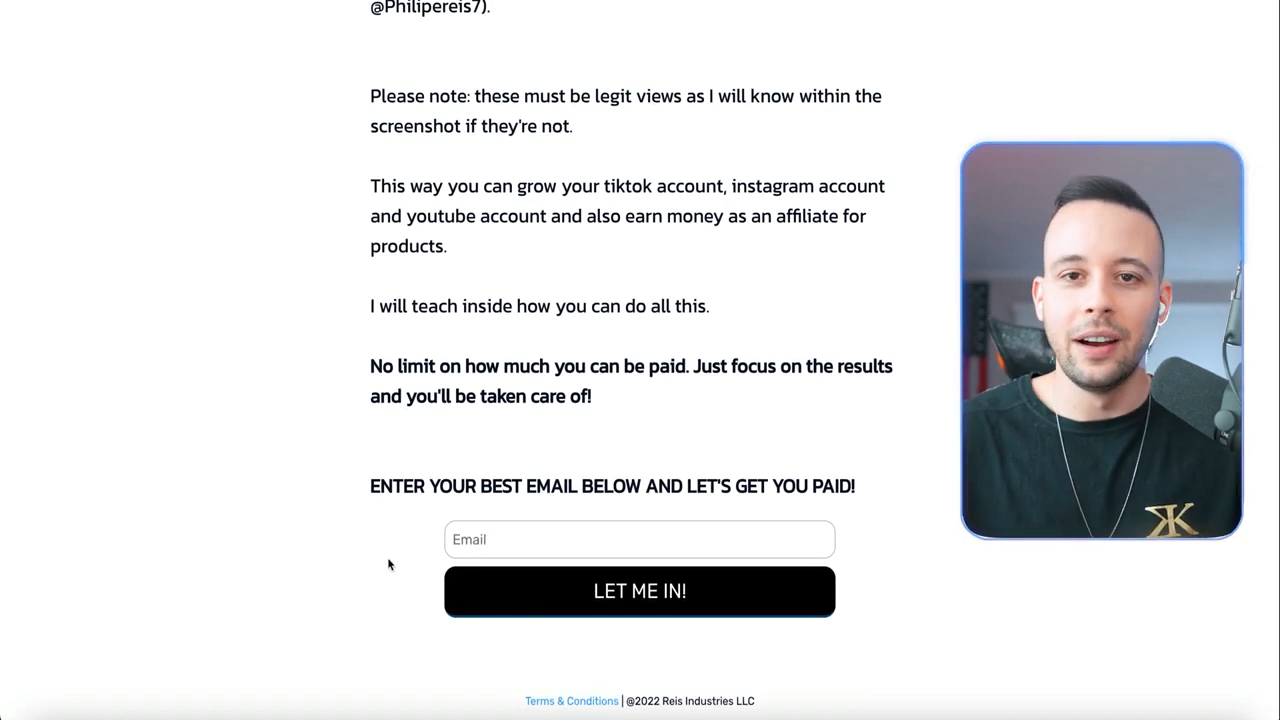 @Philipereis7).
Please note: these must be legit views as I will know within the
screenshot if they're not.
This way you can grow your tiktok account, instagram account
and youtube account and also earn money as an affiliate for
products.
I will teach inside how you can do all this.
No limit on how much you can be paid. Just focus on the results
and you'll be taken care of!
ENTER YOUR BEST EMAIL BELOW AND LET'S GET YOU PAID!
Email
LET ME IN!
Terms & Conditions | @2022 Reis Industries LLC